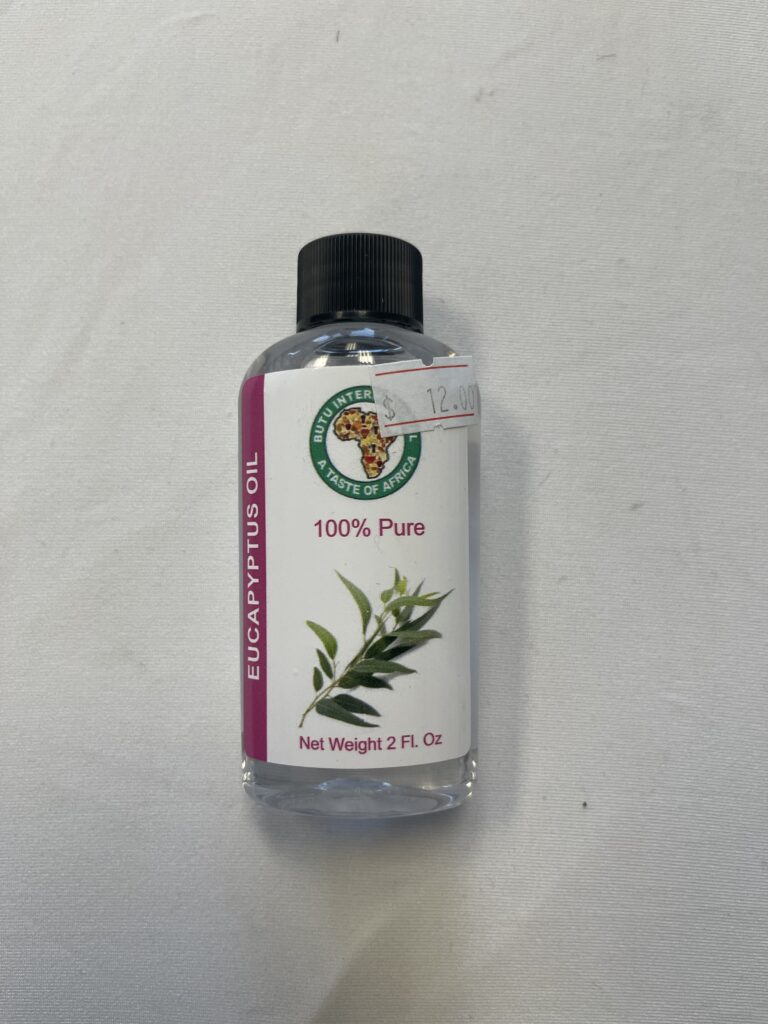 $ 12.00
BUTU INTER
A TASTE OF AFRICA
100% Pure
EUCAPYPTUS OIL
Net Weight 2 Fl. Oz